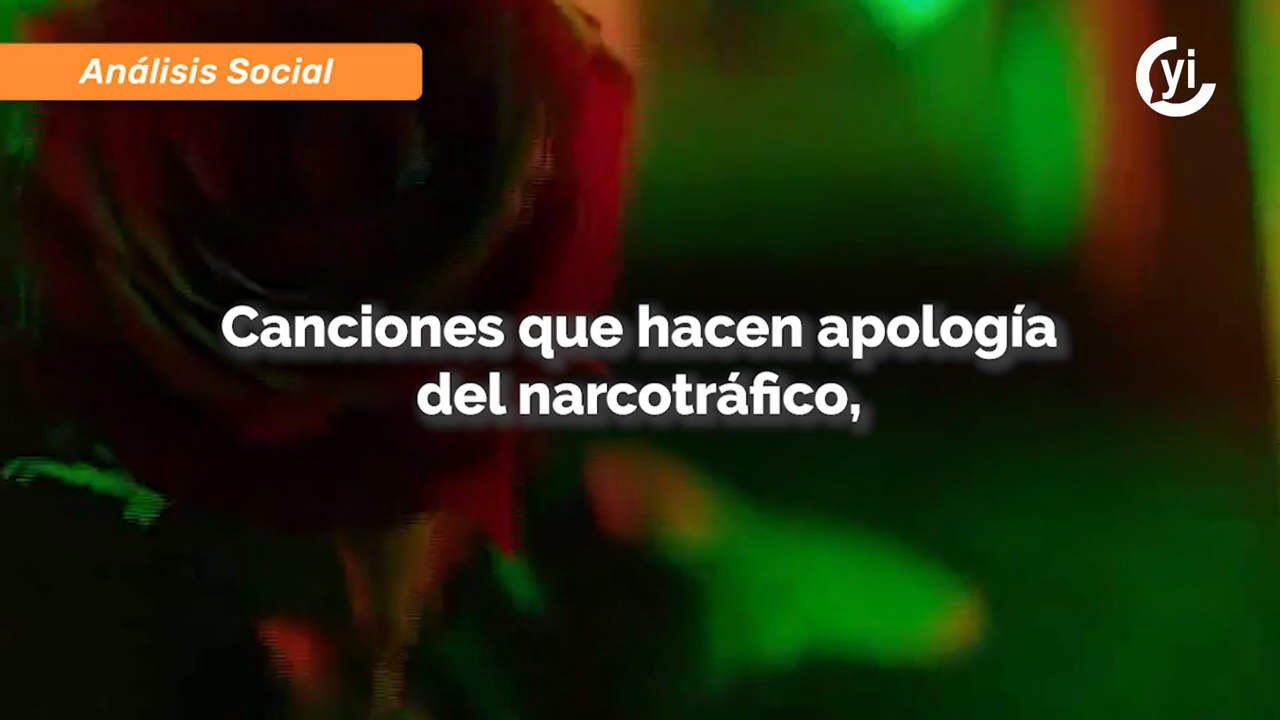 Análisis Social
yi
Canciones que hacen apología
del narcotráfico,